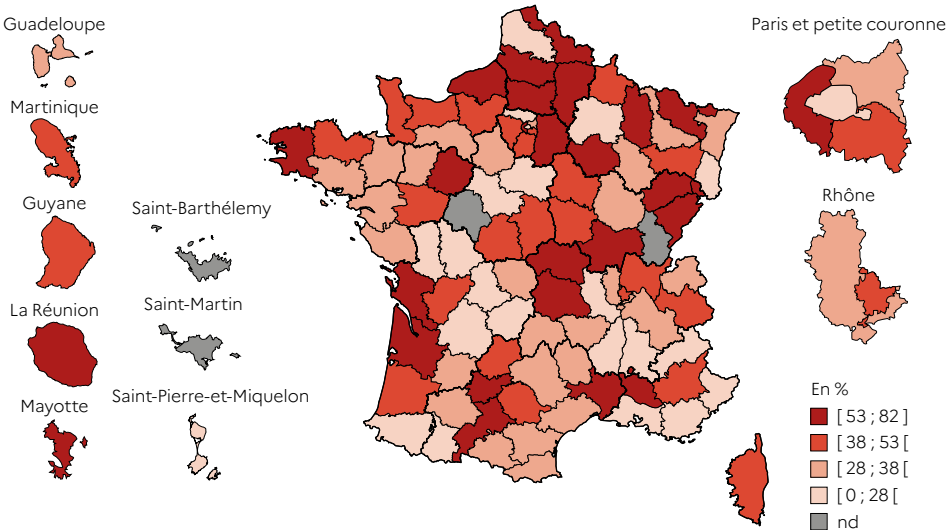 Guadeloupe
Martinique
Guyane
La Réunion
Mayotte
Saint-Barthélemy
Saint-Martin
Saint-Pierre-et-Miquelon
Paris et petite couronne
Rhône
En %
[ 53 ; 82 ]
[ 38 ; 53 [
[ 28 ; 38 [
[ 0 ; 28 [
nd